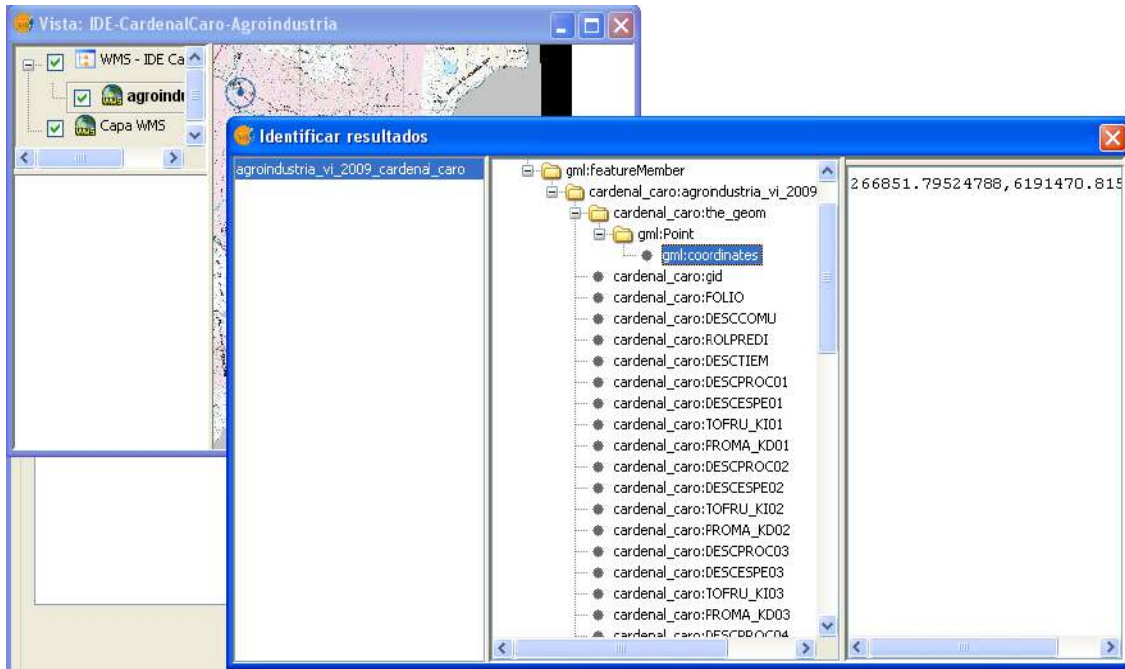 Vista: IDE-CardenalCaro-Agroindustria
WMS - IDE Ca
agroindu
Capa WMS
Identificar resultados
agroindustria_vi_2009_cardenal_caro
gml:featureMember
cardenal_caro:agroindustria_vi_2009
cardenal_caro:the_geom
gml:Point
gml:coordinates
cardenal_caro:gid
cardenal_caro:FOLIO
cardenal_caro:DESCCOMU
cardenal_caro:ROLPREDI
cardenal_caro:DESCTIEM
cardenal_caro:DESCPROC01
cardenal_caro:DESCESPE01
cardenal_caro:TOFRU_KI01
cardenal_caro:PROMA_KD01
cardenal_caro:DESCPROC02
cardenal_caro:DESCESPE02
cardenal_caro:TOFRU_KI02
cardenal_caro:PROMA_KD02
cardenal_caro:DESCPROC03
cardenal_caro:DESCESPE03
cardenal_caro:TOFRU_KI03
cardenal_caro:PROMA_KD03
cardenal_caro:DESCPROC04
266851.79524788,6191470.815